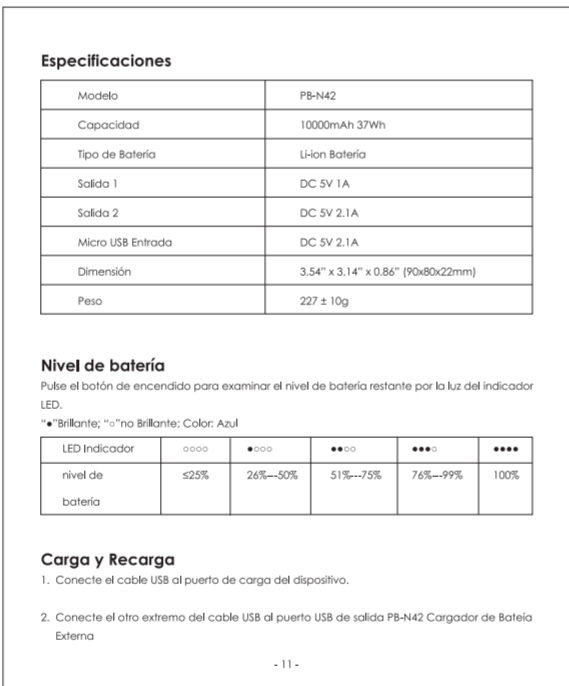 Especificaciones
Modelo PB-N42
Capacidad 10000mAh 37Wh
Tipo de Batería Li-ion Batería
Salida 1 DC 5V 1A
Salida 2 DC 5V 2.1A
Micro USB Entrada DC 5V 2.1A
Dimensión 3.54" x 3.14" x 0.86" (90x80x22mm)
Peso 227 ± 10g
Nivel de batería
Pulse el botón de encendido para examinar el nivel de batería restante por la luz del indicador
LED.
“●”Brillante; “○”no Brillante; Color: Azul
LED Indicador ○○○○ ●○○○ ●●○○ ●●●○ ●●●●
nivel de ≤25% 26%---50% 51%---75% 76%---99% 100%
batería
Carga y Recarga
1. Conecte el cable USB al puerto de carga del dispositivo.
2. Conecte el otro extremo del cable USB al puerto USB de salida PB-N42 Cargador de Bateía
Externa
- 11 -